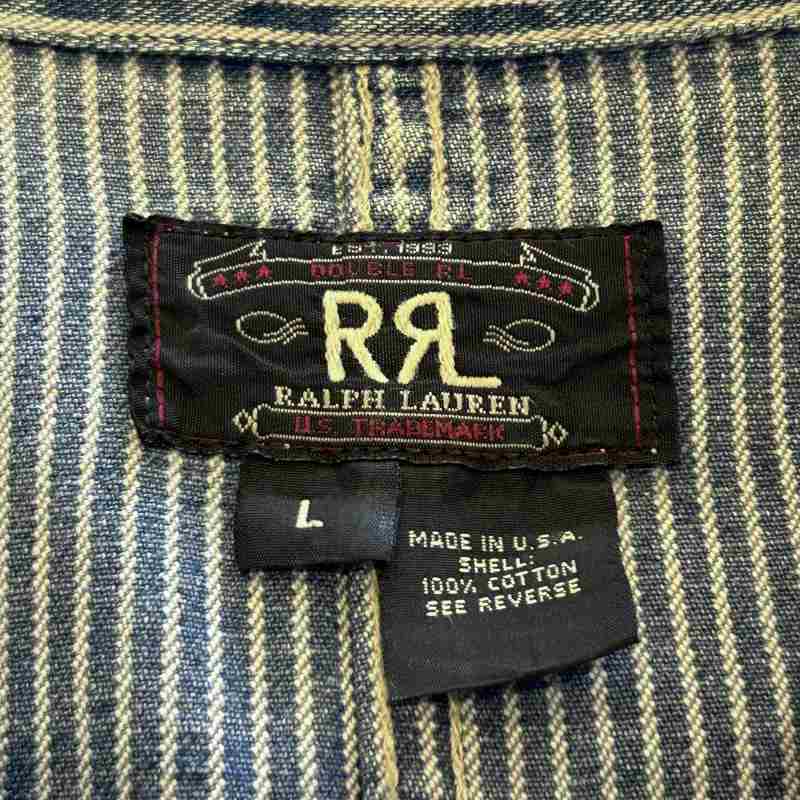 EST. 1993
DOUBLE RL
RRL
RALPH LAUREN
U.S. TRADEMARK
L
MADE IN U.S.A.
SHELL:
100% COTTON
SEE REVERSE